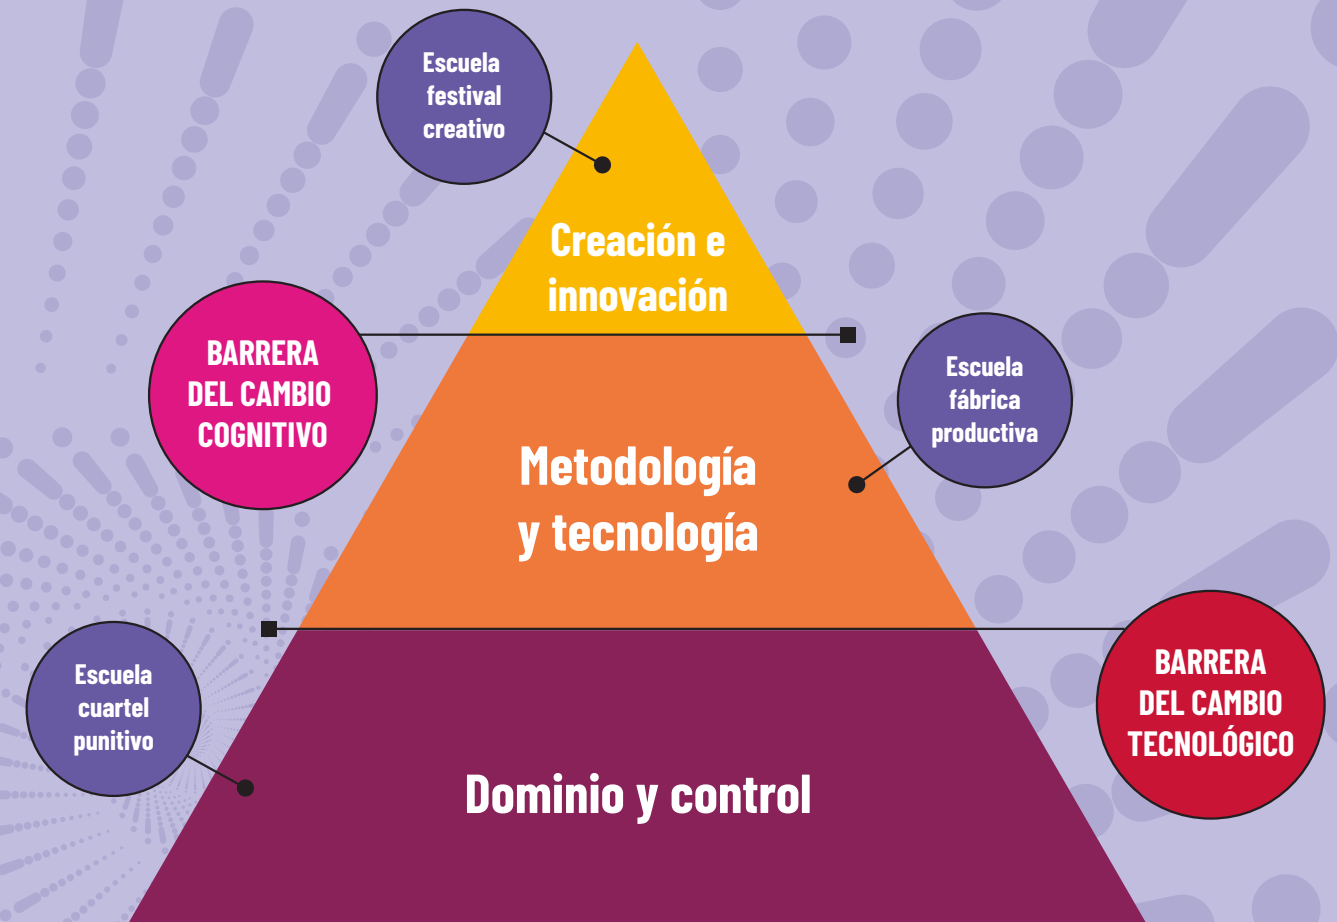 Escuela
festival
creativo
Creación e
innovación
BARRERA
DEL CAMBIO
COGNITIVO
Escuela
fábrica
productiva
Metodología
y tecnología
Escuela
cuartel
punitivo
BARRERA
DEL CAMBIO
TECNOLÓGICO
Dominio y control